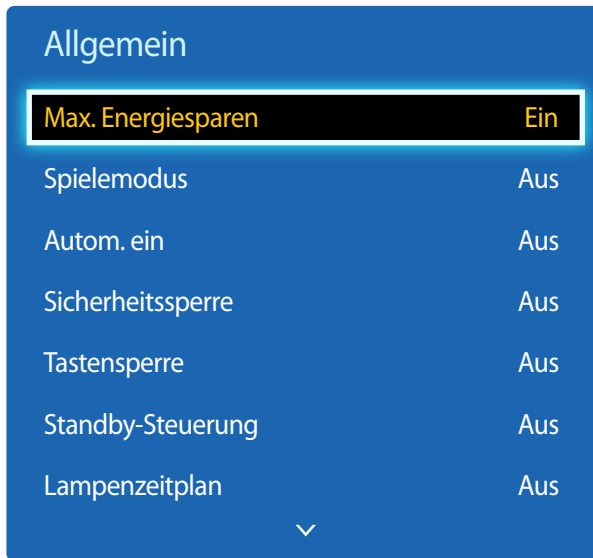 Allgemein
Max. Energiesparen Ein
Spielemodus Aus
Autom. ein Aus
Sicherheitssperre Aus
Tastensperre Aus
Standby-Steuerung Aus
Lampenzeitplan Aus